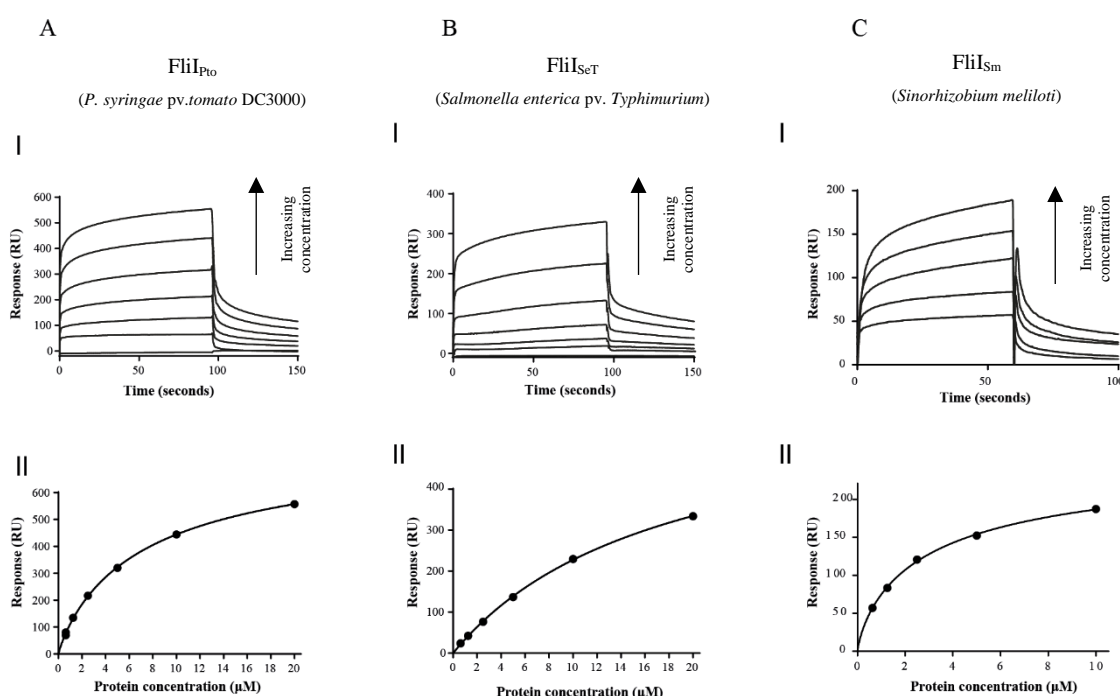 A
B
C
FliI_Pto
FliI_SeT
FliI_Sm
(P. syringae pv.tomato DC3000)
(Salmonella enterica pv. Typhimurium)
(Sinorhizobium meliloti)
I
I
I
600
500
400
300
200
100
0
Response (RU)
0 50 100 150
Time (seconds)
Increasing
concentration
400
300
200
100
0
Response (RU)
0 50 100 150
Time (seconds)
Increasing
concentration
200
150
100
50
0
Response (RU)
0 50 100
Time (seconds)
Increasing
concentration
II
II
II
600
500
400
300
200
100
0
Response (RU)
0 2 4 6 8 10 12 14 16 18 20
Protein concentration (µM)
400
300
200
100
0
Response (RU)
0 2 4 6 8 10 12 14 16 18 20
Protein concentration (µM)
200
150
100
50
0
Response (RU)
0 2 4 6 8 10
Protein concentration (µM)